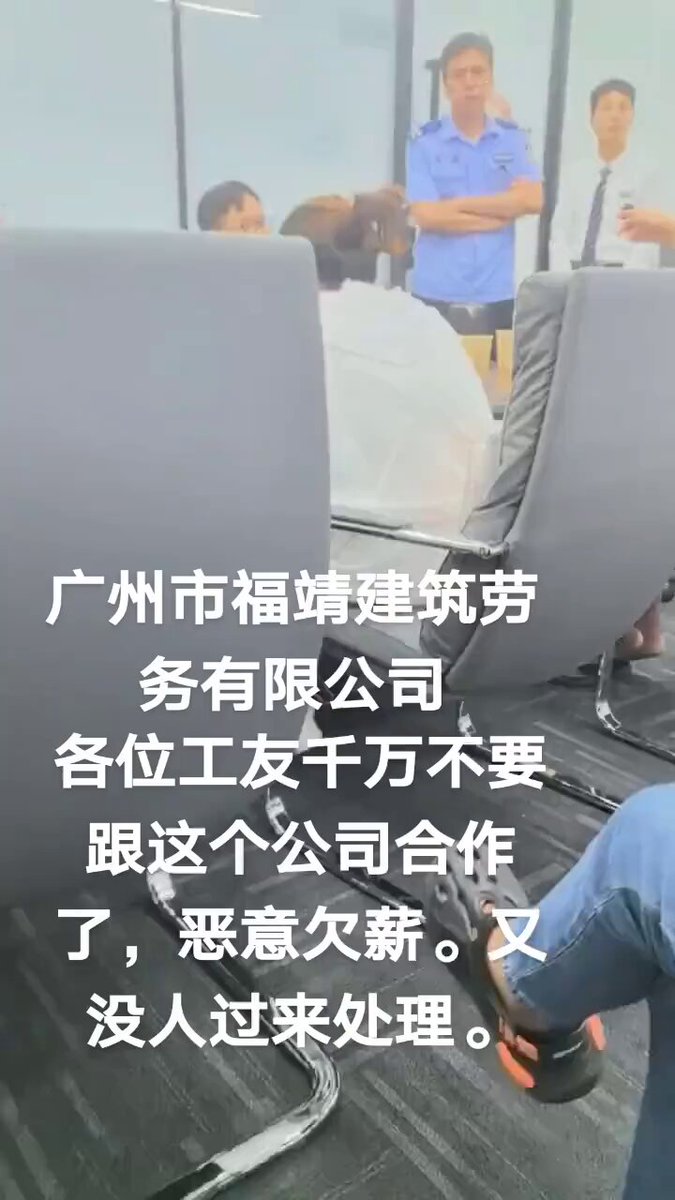 广州市福靖建筑劳
务有限公司
各位工友千万不要
跟这个公司合作
了，恶意欠薪。又
没人过来处理。